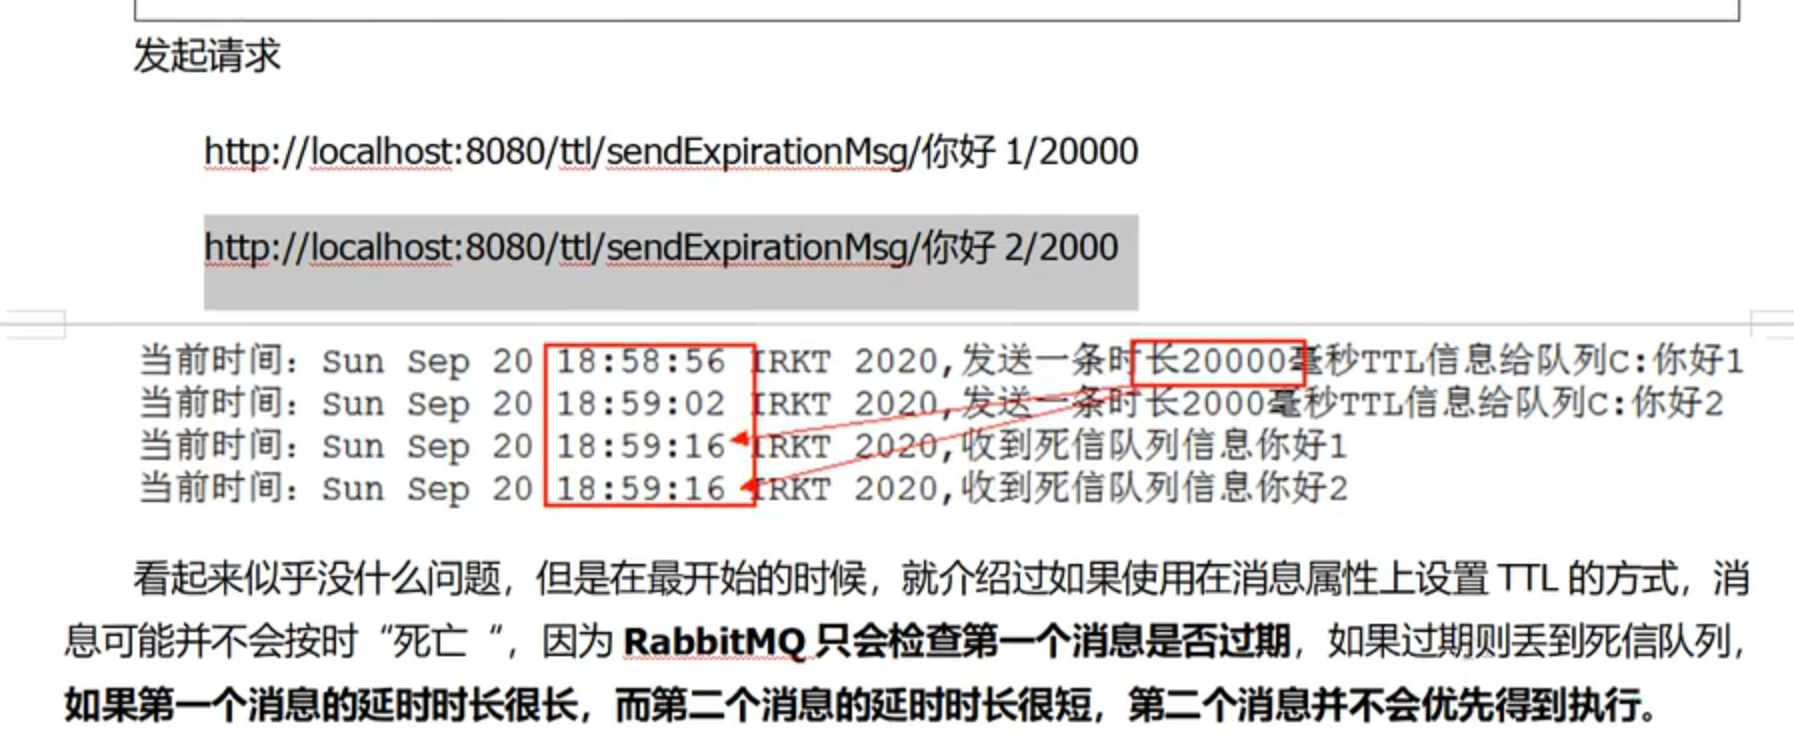 发起请求
http://localhost:8080/ttl/sendExpirationMsg/你好 1/20000
http://localhost:8080/ttl/sendExpirationMsg/你好 2/2000
当前时间：Sun Sep 20 18:58:56 IRKT 2020,发送一条时长20000毫秒TTL信息给队列C:你好1
当前时间：Sun Sep 20 18:59:02 IRKT 2020,发送一条时长2000毫秒TTL信息给队列C:你好2
当前时间：Sun Sep 20 18:59:16 IRKT 2020,收到死信队列信息你好1
当前时间：Sun Sep 20 18:59:16 IRKT 2020,收到死信队列信息你好2
看起来似乎没什么问题，但是在最开始的时候，就介绍过如果使用在消息属性上设置 TTL 的方式，消
息可能并不会按时“死亡“，因为 RabbitMQ 只会检查第一个消息是否过期，如果过期则丢到死信队列，
如果第一个消息的延时时长很长，而第二个消息的延时时长很短，第二个消息并不会优先得到执行。